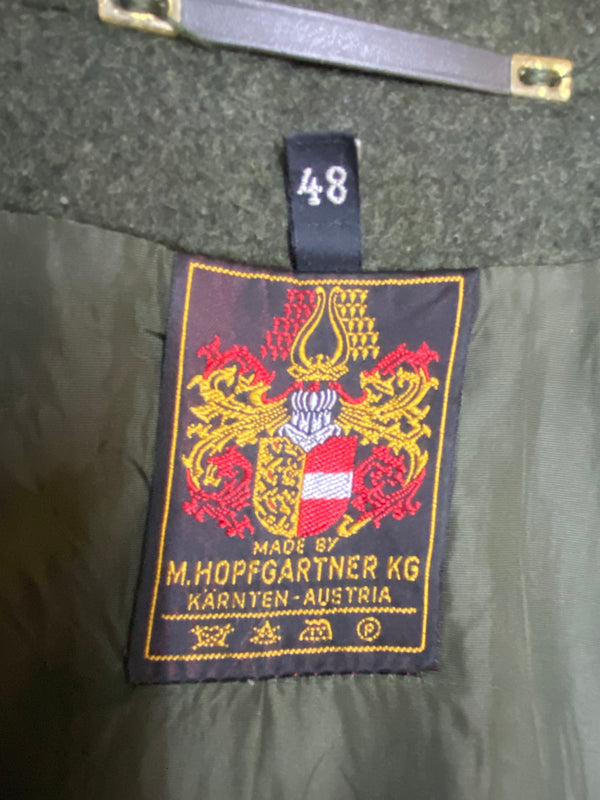 48
MADE BY
M. HOPFGARTNER KG
KÄRNTEN - AUSTRIA
P